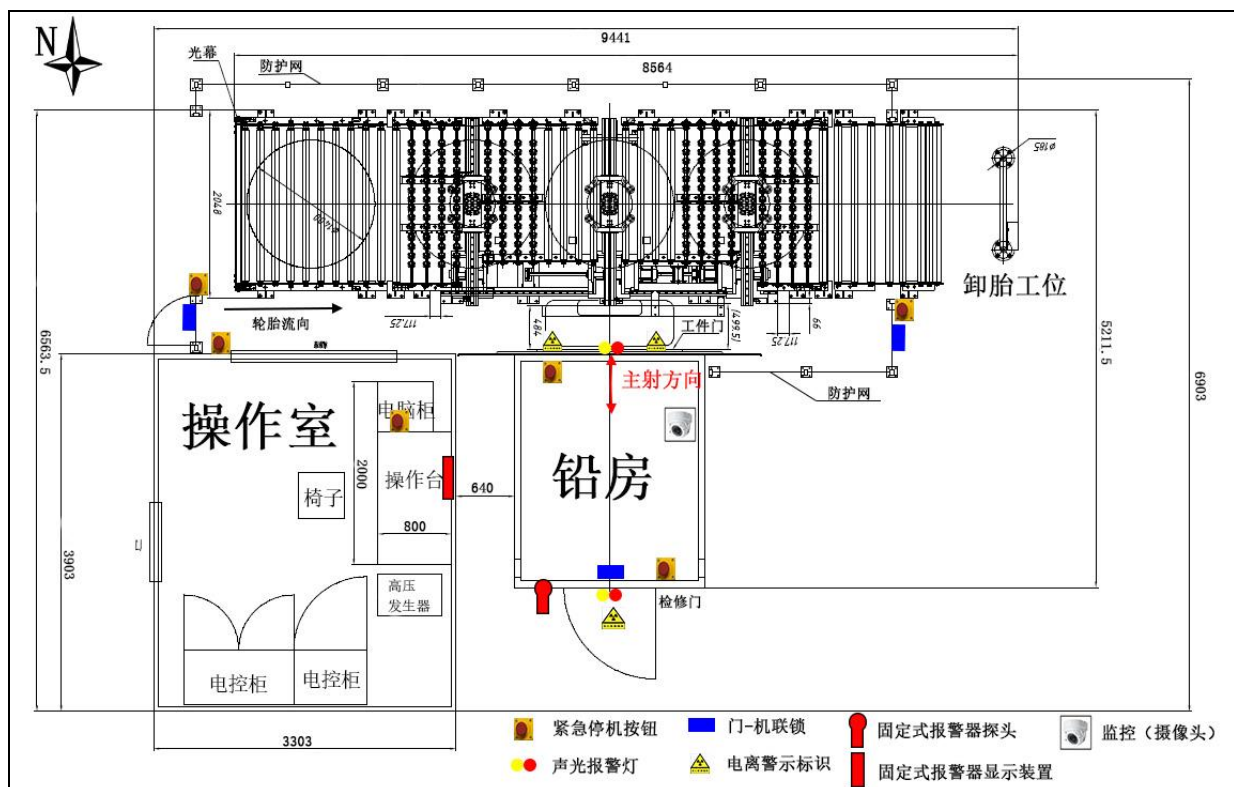 N
9441
光幕
防护网
8564
ø185
2048
ø1400
卸胎工位
轮胎流向
117.25
484
(499.5)
工件门
117.25
66
6563.5
5211.5
6903
主射方向
防护网
操作室
电脑柜
2000
操作台
椅子
640
铅房
800
3903
高压
发生器
检修门
电控柜
电控柜
紧急停机按钮
门-机联锁
固定式报警器探头
监控（摄像头）
声光报警灯
电离警示标识
固定式报警器显示装置
3303